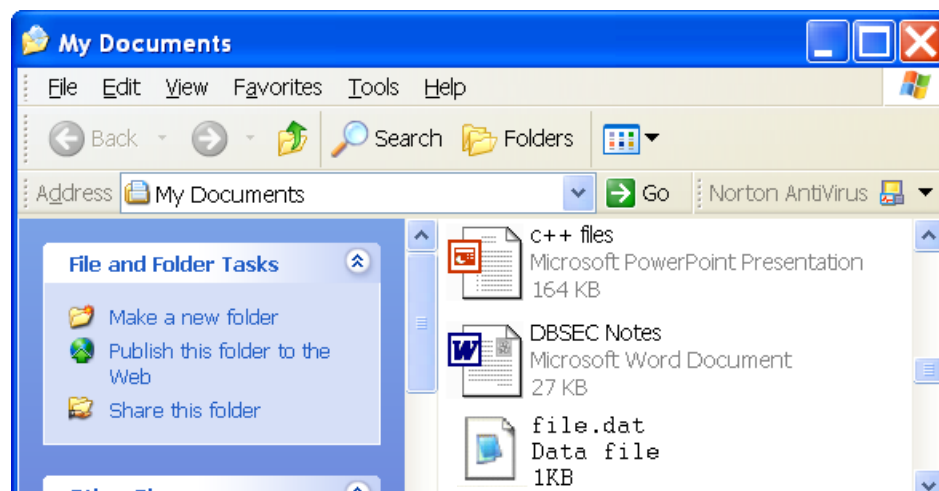 My Documents
File Edit View Favorites Tools Help
Back Search Folders
Address My Documents Go Norton AntiVirus
File and Folder Tasks
Make a new folder
Publish this folder to the
Web
Share this folder
c++ files
Microsoft PowerPoint Presentation
164 KB
DBSEC Notes
Microsoft Word Document
27 KB
file.dat
Data file
1KB